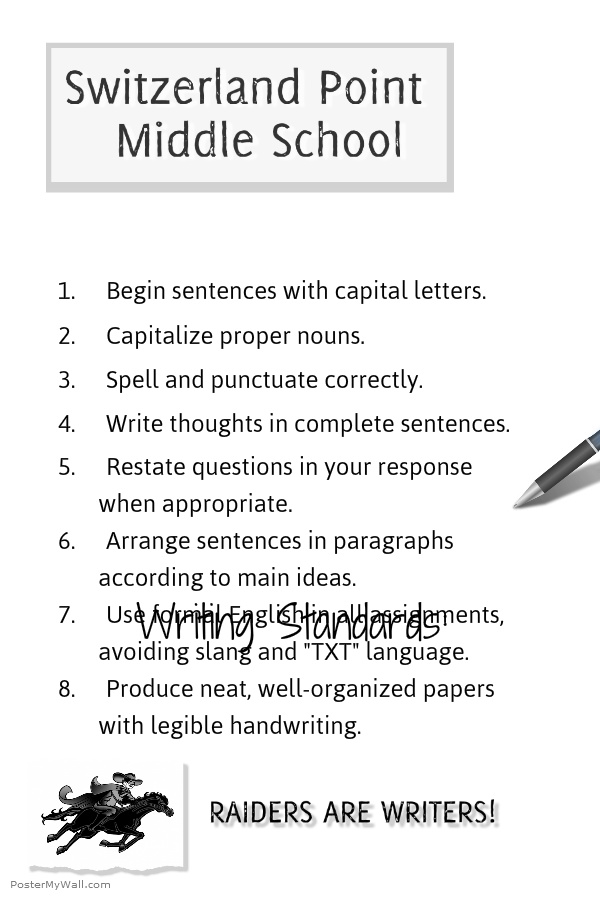 Switzerland Point
Middle School
1. Begin sentences with capital letters.
2. Capitalize proper nouns.
3. Spell and punctuate correctly.
4. Write thoughts in complete sentences.
5. Restate questions in your response
when appropriate.
6. Arrange sentences in paragraphs
according to main ideas.
7. Use formal English in all assignments,
Writing Standards:
avoiding slang and "TXT" language.
8. Produce neat, well-organized papers
with legible handwriting.
RAIDERS ARE WRITERS!
PosterMyWall.com